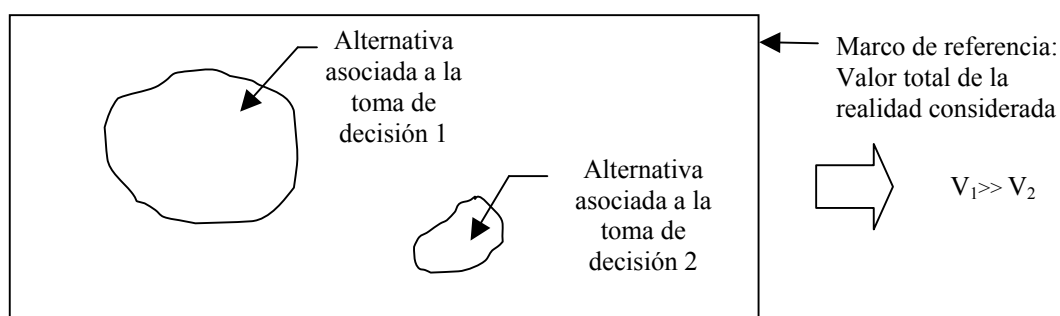 Alternativa
asociada a la
toma de
decisión 1
Marco de referencia:
Valor total de la
realidad considerada
Alternativa
asociada a la
toma de
decisión 2
V₁>> V₂